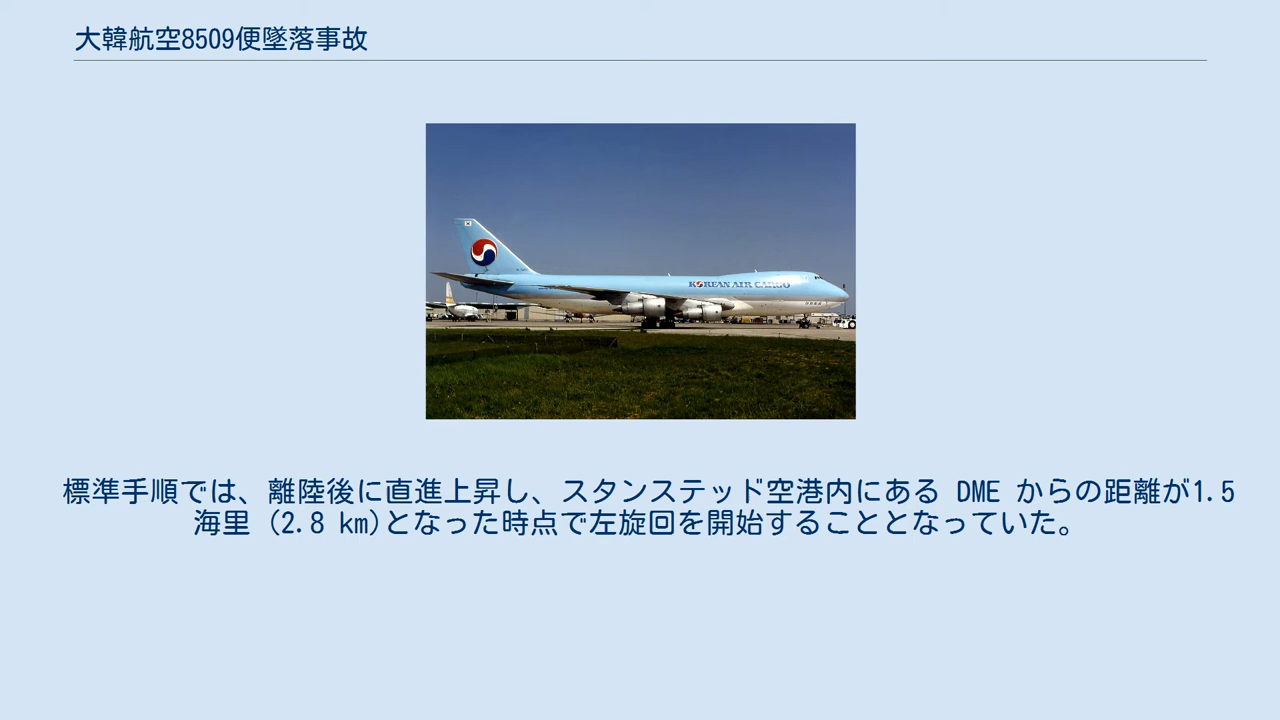 大韓航空8509便墜落事故
KOREAN AIR CARGO
標準手順では、離陸後に直進上昇し、スタンステッド空港内にある DME からの距離が1.5
海里 (2.8 km)となった時点で左旋回を開始することとなっていた。